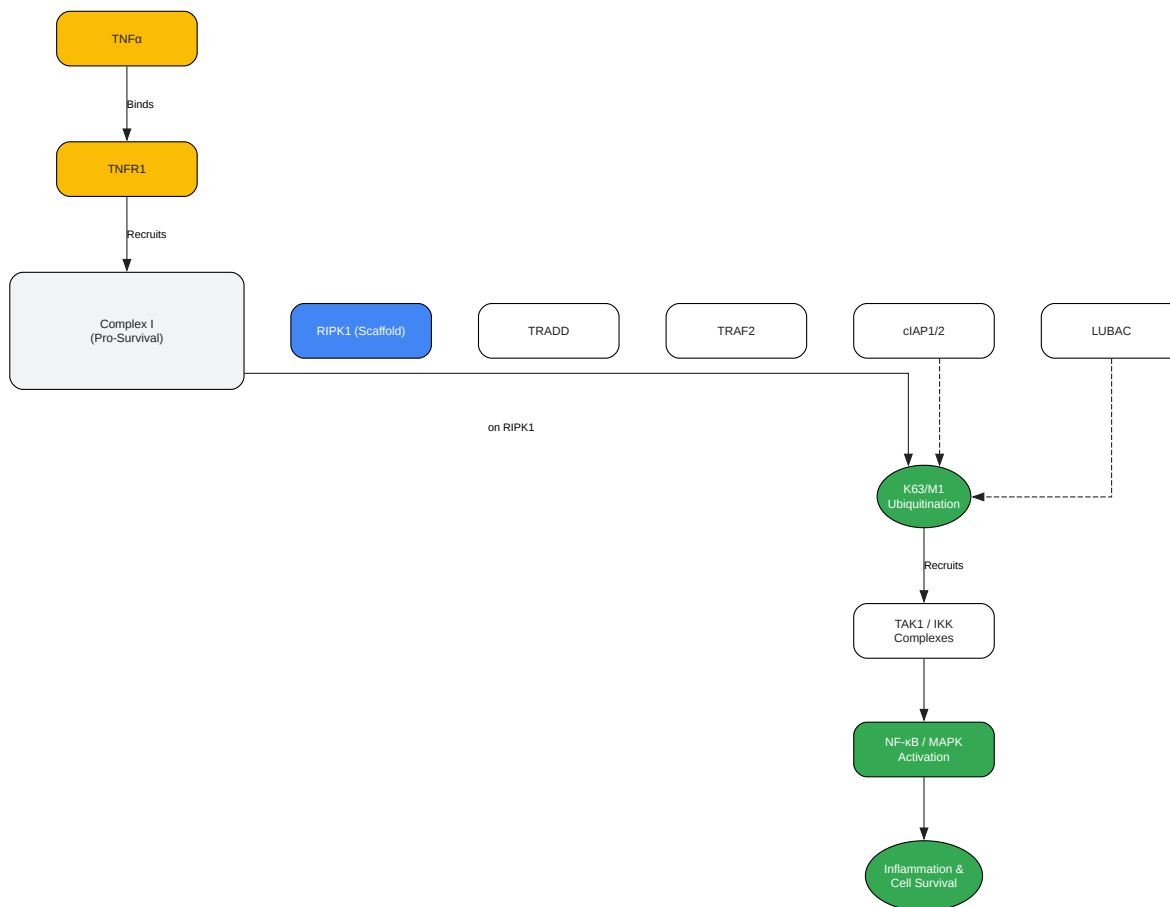 TNFα
Binds
TNFR1
Recruits
Complex I
(Pro-Survival)
RIPK1 (Scaffold)
TRADD
TRAF2
cIAP1/2
LUBAC
on RIPK1
K63/M1
Ubiquitination
Recruits
TAK1 / IKK
Complexes
NF-κB / MAPK
Activation
Inflammation &
Cell Survival